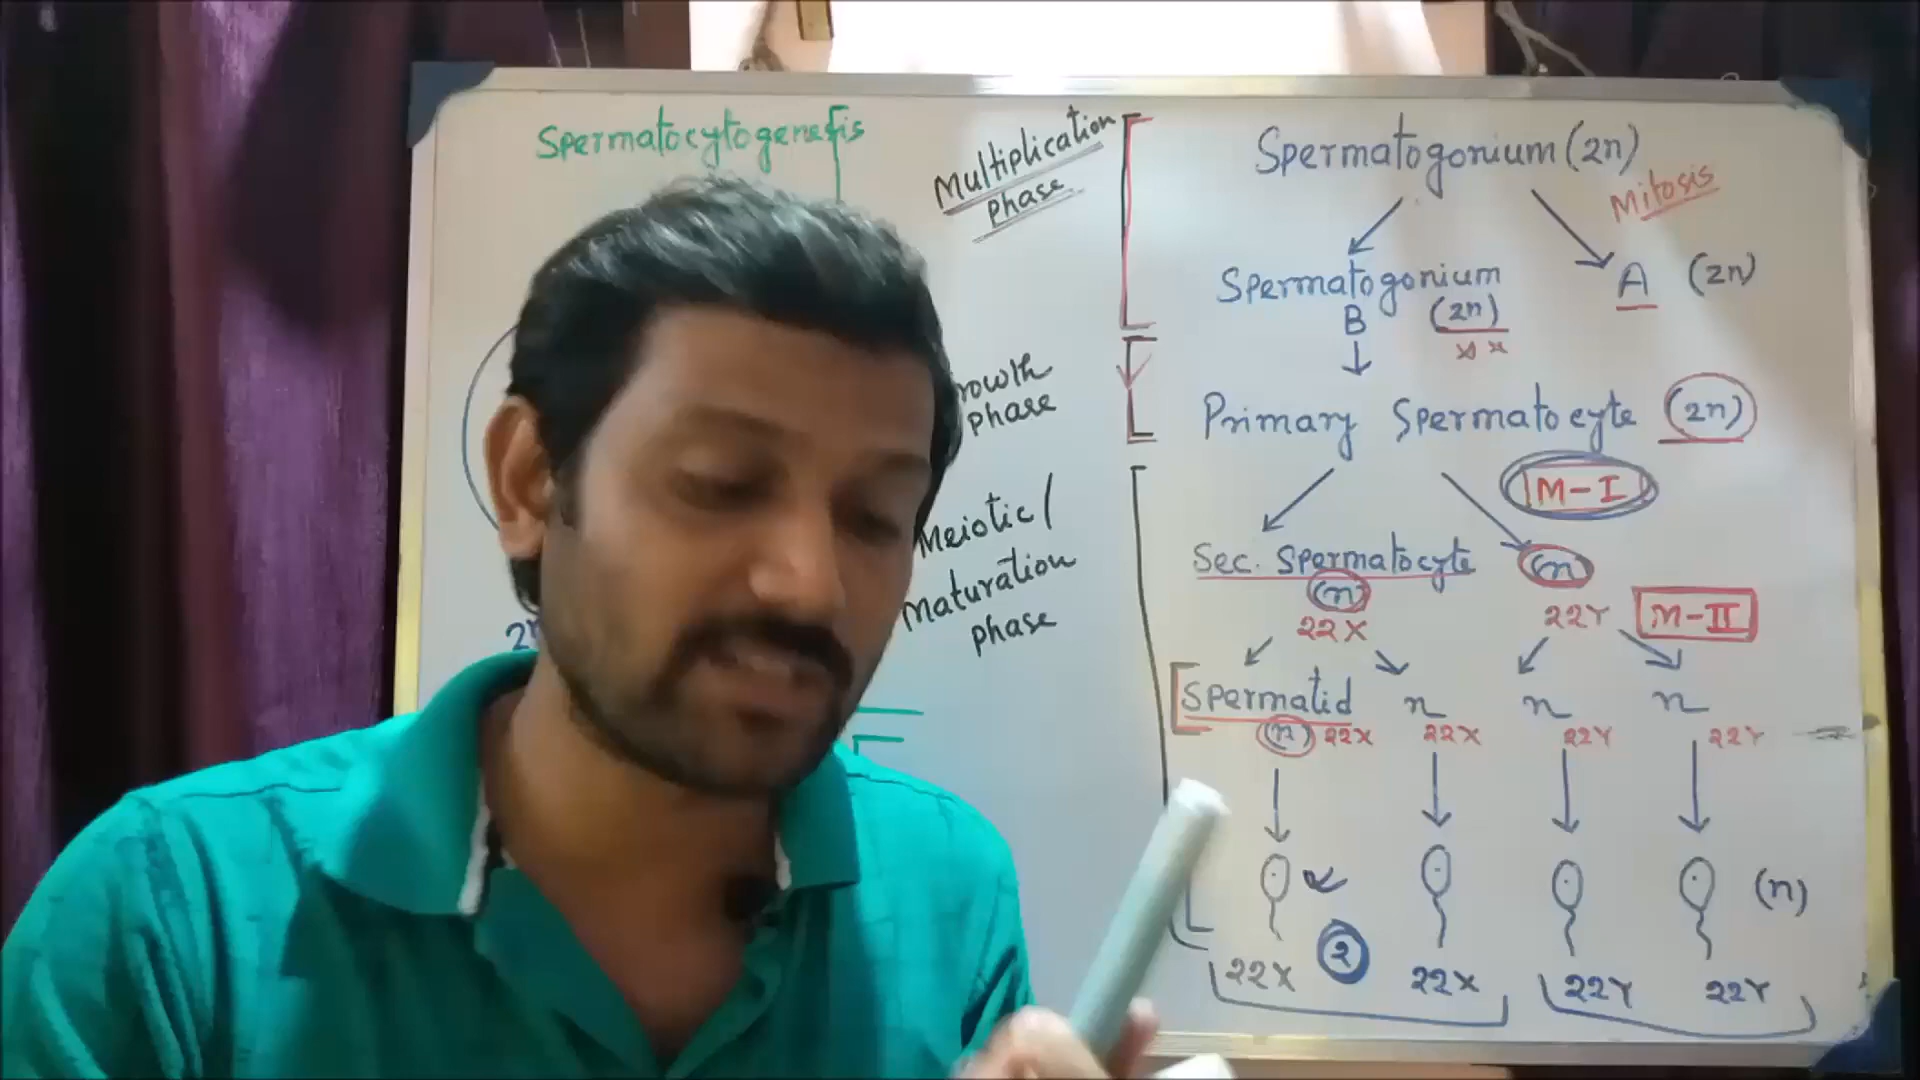 Spermatocytogenesis
Multiplication
phase
rowth
phase
Meiotic/
Maturation
phase
Spermatogonium (2n)
Mitosis
Spermatogonium
B (2n)
A (2n)
Primary Spermatocyte (2n)
M-I
Sec. Spermatocyte (n)
(n)
22X 22Y M-II
Spermatid n n n
(n) 22X 22X 22Y 22Y
(n)
2
22X 22X 22Y 22Y